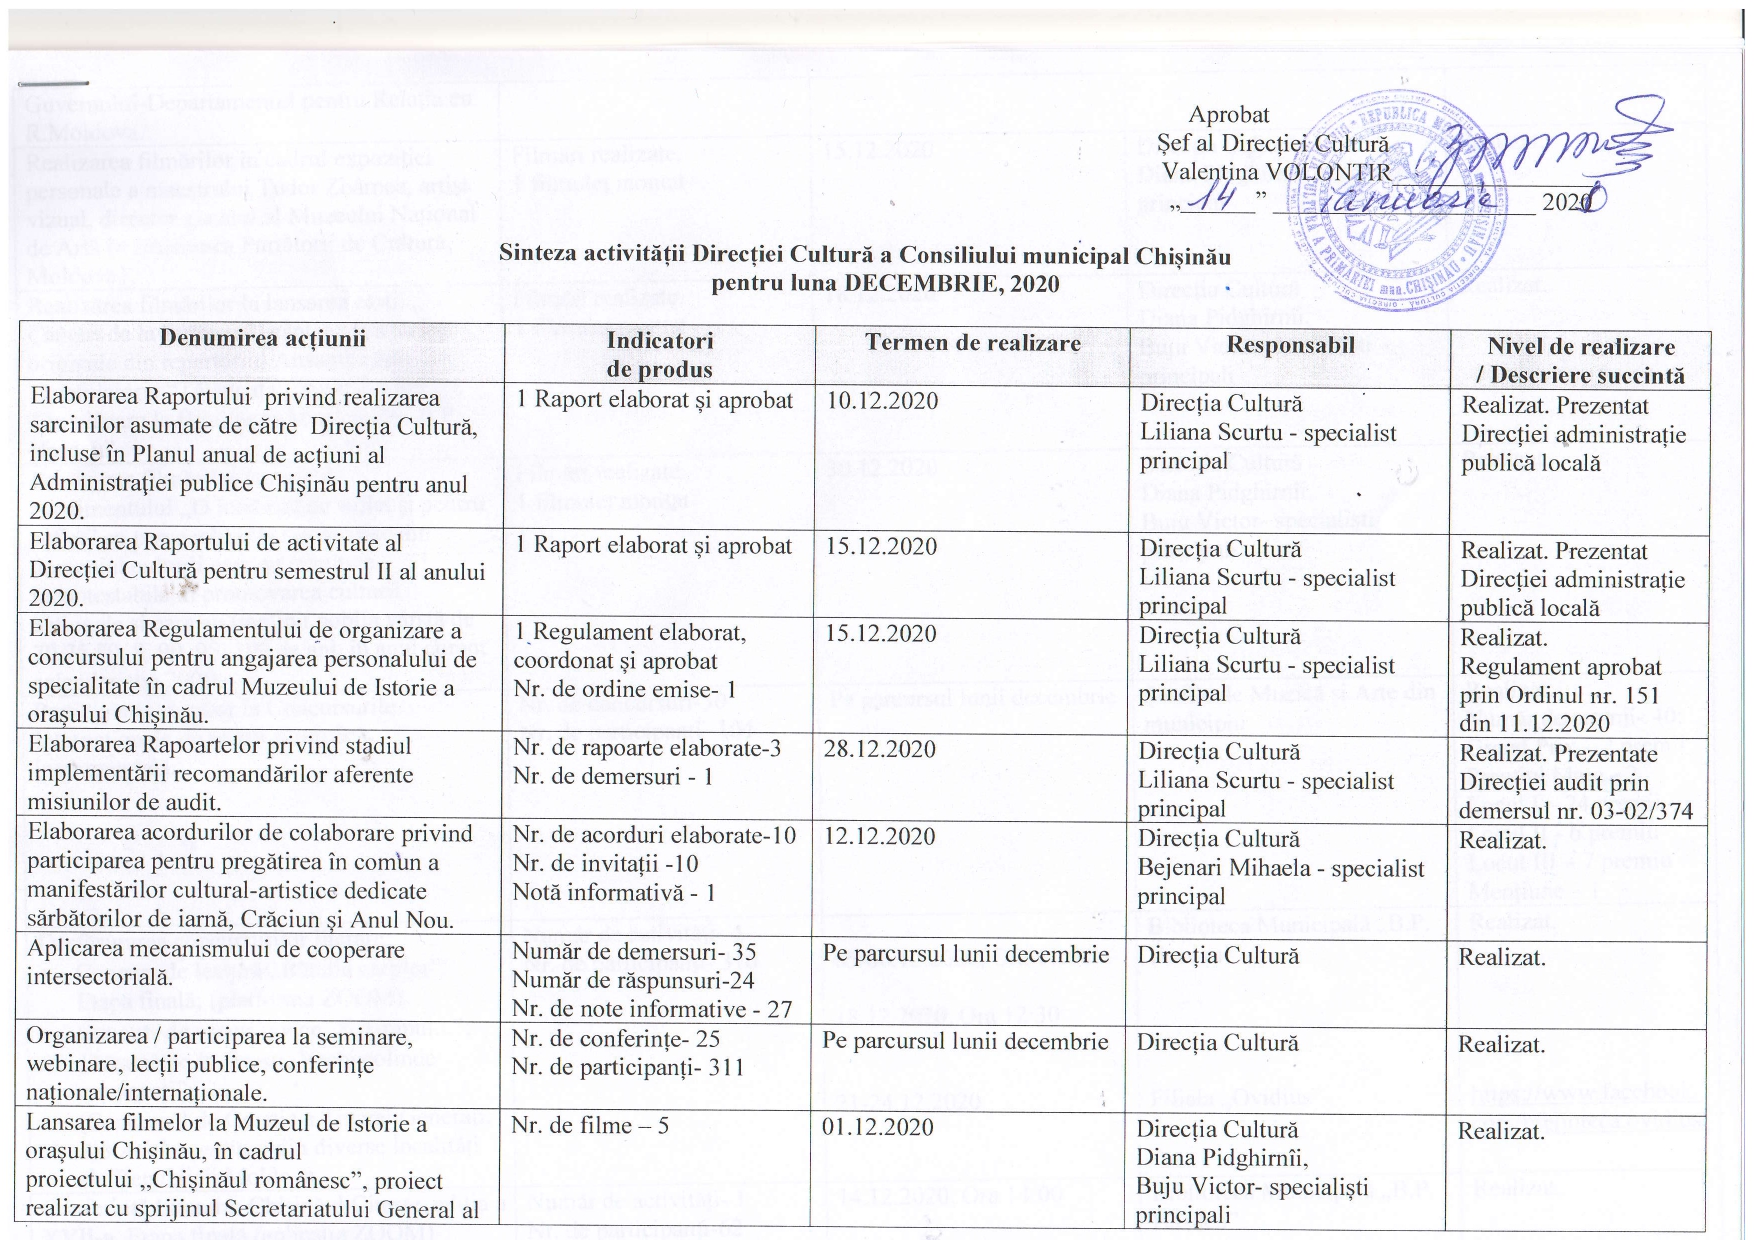 Aprobat
Șef al Direcției Cultură
Valentina VOLONTIR
„ 14 ” ianuarie 202
REPUBLICA MOLDOVA
PRIMĂRIEI mun.CHIȘINĂU
Sinteza activității Direcției Cultură a Consiliului municipal Chișinău
pentru luna DECEMBRIE, 2020
Denumirea acțiunii
Indicatori
de produs
Termen de realizare
Responsabil
Nivel de realizare
/ Descriere succintă
Elaborarea Raportului privind realizarea
sarcinilor asumate de către Direcția Cultură,
incluse în Planul anual de acțiuni al
Administrației publice Chișinău pentru anul
2020.
1 Raport elaborat și aprobat
10.12.2020
Direcția Cultură
Liliana Scurtu - specialist
principal
Realizat. Prezentat
Direcției administrație
publică locală
Elaborarea Raportului de activitate al
Direcției Cultură pentru semestrul II al anului
2020.
1 Raport elaborat și aprobat
15.12.2020
Direcția Cultură
Liliana Scurtu - specialist
principal
Realizat. Prezentat
Direcției administrație
publică locală
Elaborarea Regulamentului de organizare a
concursului pentru angajarea personalului de
specialitate în cadrul Muzeului de Istorie a
orașului Chișinău.
1 Regulament elaborat,
coordonat și aprobat
Nr. de ordine emise- 1
15.12.2020
Direcția Cultură
Liliana Scurtu - specialist
principal
Realizat.
Regulament aprobat
prin Ordinul nr. 151
din 11.12.2020
Elaborarea Rapoartelor privind stadiul
implementării recomandărilor aferente
misiunilor de audit.
Nr. de rapoarte elaborate-3
Nr. de demersuri - 1
28.12.2020
Direcția Cultură
Liliana Scurtu - specialist
principal
Realizat. Prezentate
Direcției audit prin
demersul nr. 03-02/374
Elaborarea acordurilor de colaborare privind
participarea pentru pregătirea în comun a
manifestărilor cultural-artistice dedicate
sărbătorilor de iarnă, Crăciun și Anul Nou.
Nr. de acorduri elaborate-10
Nr. de invitații -10
Notă informativă - 1
12.12.2020
Direcția Cultură
Bejenari Mihaela - specialist
principal
Realizat.
Aplicarea mecanismului de cooperare
intersectorială.
Număr de demersuri- 35
Număr de răspunsuri-24
Nr. de note informative - 27
Pe parcursul lunii decembrie
Direcția Cultură
Realizat.
Organizarea / participarea la seminare,
webinare, lecții publice, conferințe
naționale/internaționale.
Nr. de conferințe- 25
Nr. de participanți- 311
Pe parcursul lunii decembrie
Direcția Cultură
Realizat.
Lansarea filmelor la Muzeul de Istorie a
orașului Chișinău, în cadrul
proiectului „Chișinăul românesc”, proiect
realizat cu sprijinul Secretariatului General al
Nr. de filme – 5
01.12.2020
Direcția Cultură
Diana Pidghirnîi,
Buju Victor- specialiști
principali
Realizat.